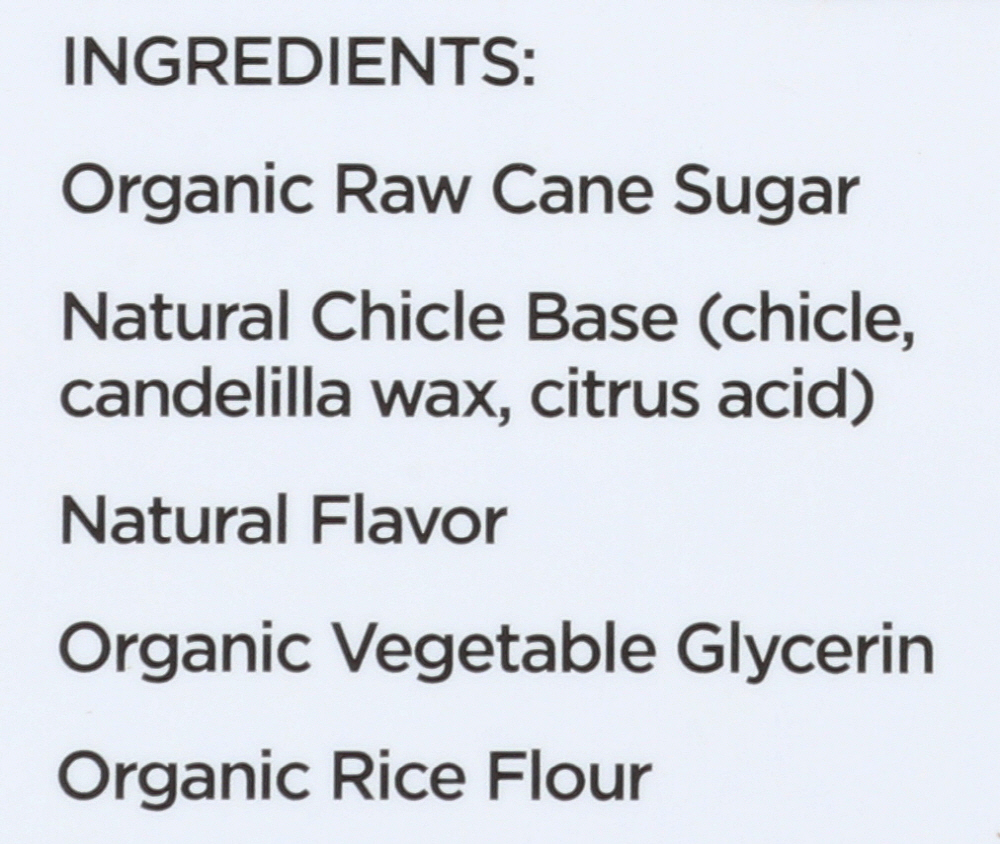 INGREDIENTS:
Organic Raw Cane Sugar
Natural Chicle Base (chicle,
candelilla wax, citrus acid)
Natural Flavor
Organic Vegetable Glycerin
Organic Rice Flour